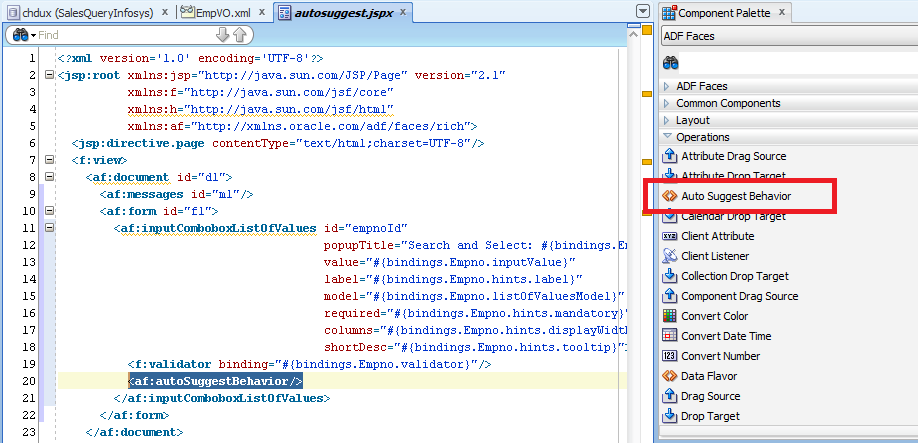 chdux (SalesQueryInfosys)
EmpVO.xml
autosuggest.jspx
Find
1 <?xml version='1.0' encoding='UTF-8'?>
2 <jsp:root xmlns:jsp="http://java.sun.com/JSP/Page" version="2.1"
3 xmlns:f="http://java.sun.com/jsf/core"
4 xmlns:h="http://java.sun.com/jsf/html"
5 xmlns:af="http://xmlns.oracle.com/adf/faces/rich">
6 <jsp:directive.page contentType="text/html;charset=UTF-8"/>
7 <f:view>
8 <af:document id="d1">
9 <af:messages id="m1"/>
10 <af:form id="f1">
11 <af:inputComboboxListOfValues id="empnoId"
12 popupTitle="Search and Select: #{bindings.Em
13 value="#{bindings.Empno.inputValue}"
14 label="#{bindings.Empno.hints.label}"
15 model="#{bindings.Empno.listOfValuesModel}"
16 required="#{bindings.Empno.hints.mandatory}"
17 columns="#{bindings.Empno.hints.displayWidth
18 shortDesc="#{bindings.Empno.hints.tooltip}"
19 <f:validator binding="#{bindings.Empno.validator}"/>
20 <af:autoSuggestBehavior/>
21 </af:inputComboboxListOfValues>
22 </af:form>
23 </af:document>
Component Palette
ADF Faces
ADF Faces
Common Components
Layout
Operations
Attribute Drag Source
Attribute Drop Target
Auto Suggest Behavior
Calendar Drop Target
Client Attribute
Client Listener
Collection Drop Target
Component Drag Source
Convert Color
Convert Date Time
Convert Number
Data Flavor
Drag Source
Drop Target